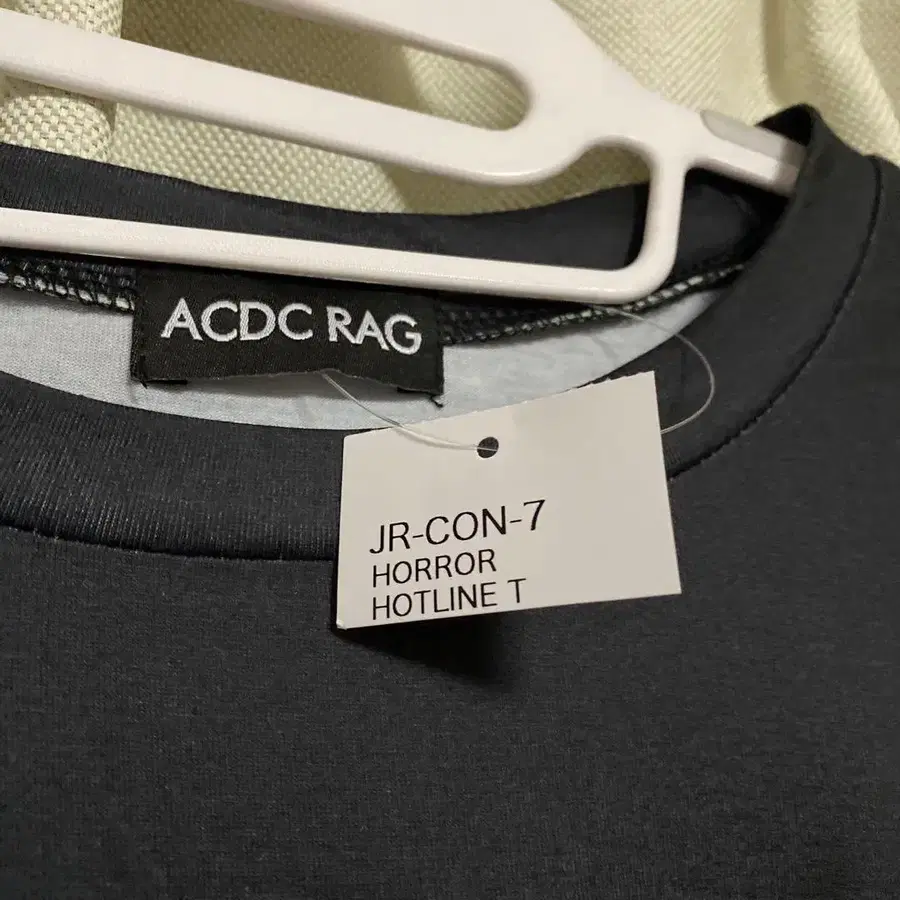 ACDC RAG
JR-CON-7
HORROR
HOTLINE T